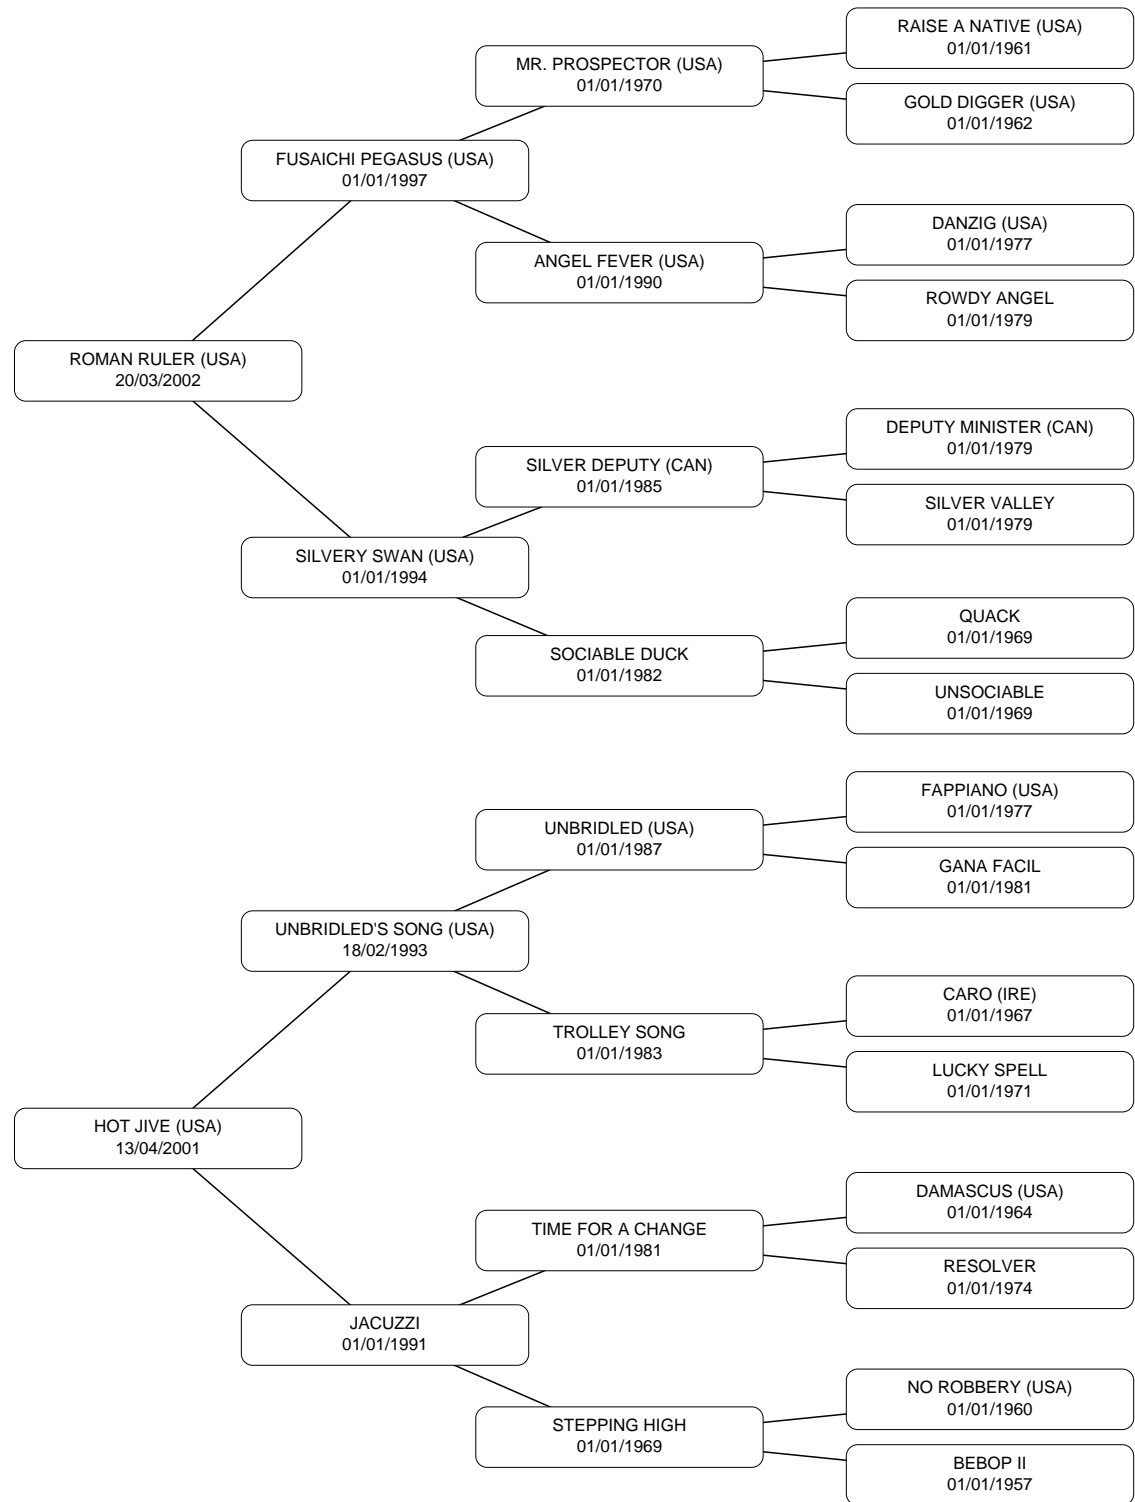 RAISE A NATIVE (USA)
01/01/1961
MR. PROSPECTOR (USA)
01/01/1970
GOLD DIGGER (USA)
01/01/1962
FUSAICHI PEGASUS (USA)
01/01/1997
DANZIG (USA)
01/01/1977
ANGEL FEVER (USA)
01/01/1990
ROWDY ANGEL
01/01/1979
ROMAN RULER (USA)
20/03/2002
DEPUTY MINISTER (CAN)
01/01/1979
SILVER DEPUTY (CAN)
01/01/1985
SILVER VALLEY
01/01/1979
SILVERY SWAN (USA)
01/01/1994
QUACK
01/01/1969
SOCIABLE DUCK
01/01/1982
UNSOCIABLE
01/01/1969
FAPPIANO (USA)
01/01/1977
UNBRIDLED (USA)
01/01/1987
GANA FACIL
01/01/1981
UNBRIDLED'S SONG (USA)
18/02/1993
CARO (IRE)
01/01/1967
TROLLEY SONG
01/01/1983
LUCKY SPELL
01/01/1971
HOT JIVE (USA)
13/04/2001
DAMASCUS (USA)
01/01/1964
TIME FOR A CHANGE
01/01/1981
RESOLVER
01/01/1974
JACUZZI
01/01/1991
NO ROBBERY (USA)
01/01/1960
STEPPING HIGH
01/01/1969
BEBOP II
01/01/1957